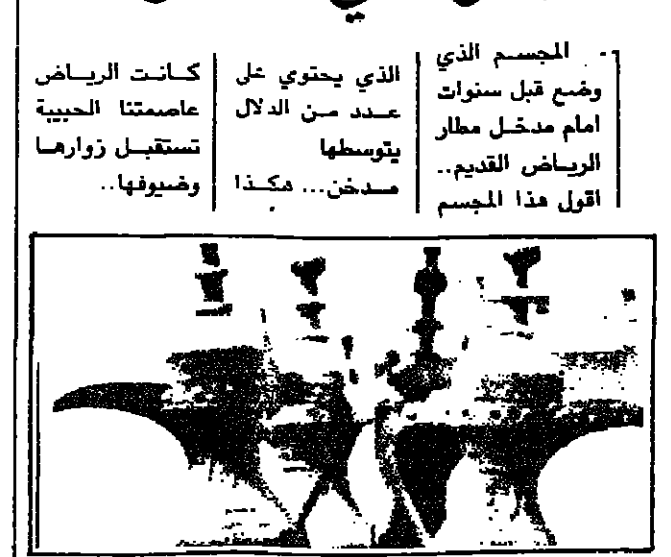 المجسم الذي
وضع قبل سنوات
امام مدخل مطار
الرياض القديم..
اقول هذا المجسم
الذي يحتوي على
عدد من الدلال
يتوسطها
مدخن... هكذا
كانت الرياض
عاصمتنا الحبيبة
تستقبل زوارها
وضيوفها..